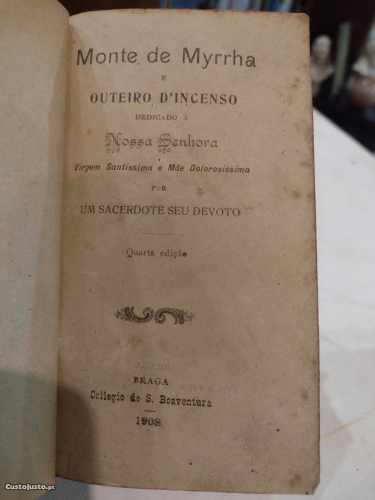 Monte de Myrrha
E
OUTEIRO D'INCENSO
DEDICADO Á
Nossa Senhora
Virgem Santissima e Mãe Dolorosissima
POR
UM SACERDOTE SEU DEVOTO
Quarta edição
BRAGA
Collegio de S. Boaventura
1908
CustoJusto.pt